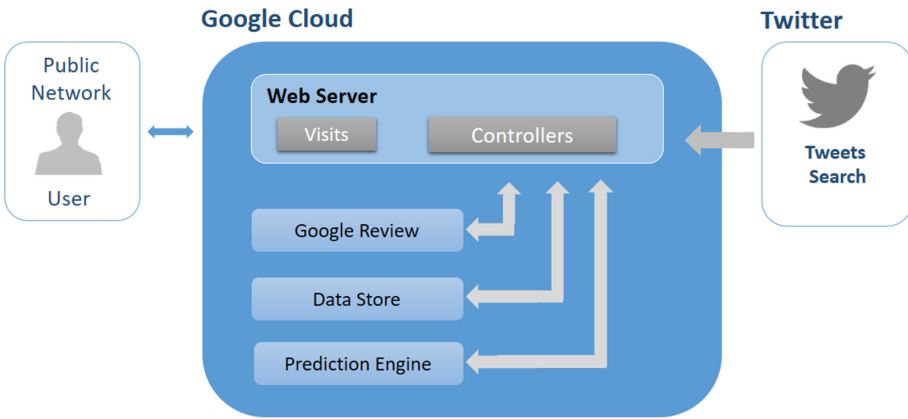 Google Cloud
Twitter
Public
Network
User
Web Server
Visits
Controllers
Google Review
Data Store
Prediction Engine
Tweets
Search